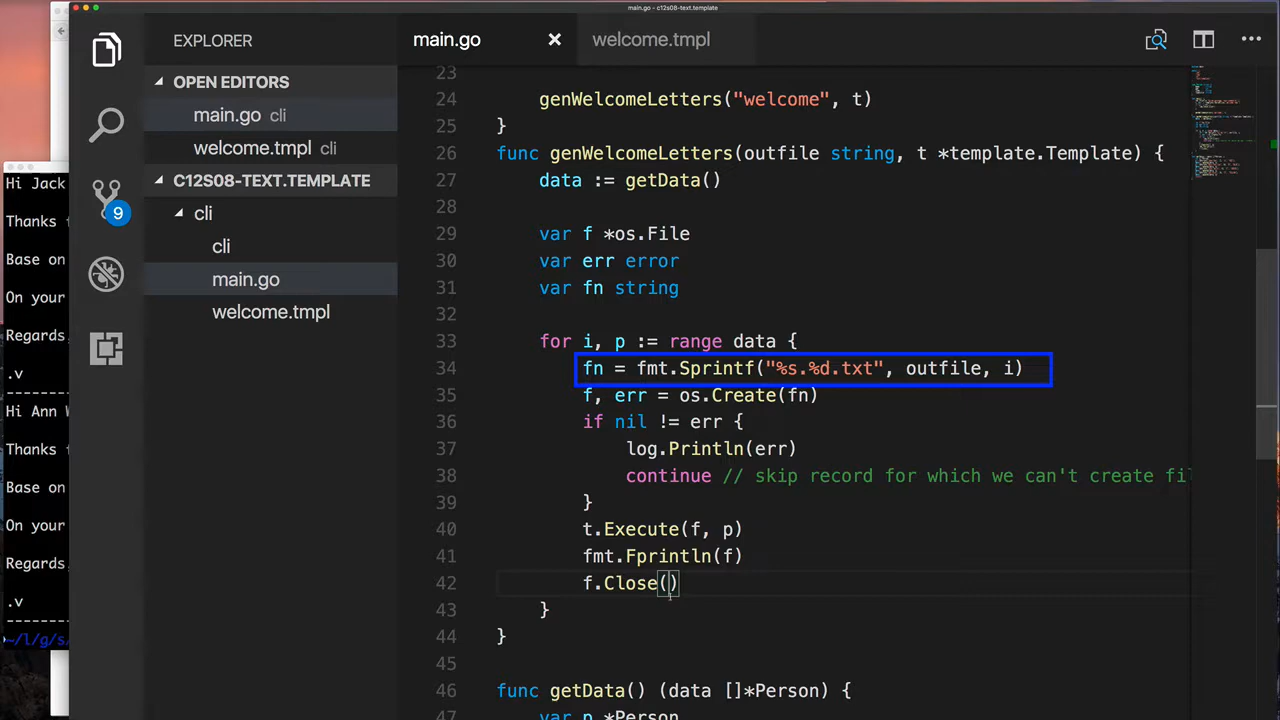 main.go - c12s08-text.template
EXPLORER
OPEN EDITORS
main.go cli
welcome.tmpl cli
C12S08-TEXT.TEMPLATE
cli
cli
main.go
welcome.tmpl
9
Hi Jack
Thanks
Base on
On your
Regards,
.v
Hi Ann W
Thanks
Base on
On your
Regards,
.v
main.go
welcome.tmpl
23
24 genWelcomeLetters("welcome", t)
25 }
26 func genWelcomeLetters(outfile string, t *template.Template) {
27 data := getData()
28
29 var f *os.File
30 var err error
31 var fn string
32
33 for i, p := range data {
34 fn = fmt.Sprintf("%s.%d.txt", outfile, i)
35 f, err = os.Create(fn)
36 if nil != err {
37 log.Println(err)
38 continue // skip record for which we can't create fi
39 }
40 t.Execute(f, p)
41 fmt.Fprintln(f)
42 f.Close()
43 }
44 }
45
46 func getData() (data []*Person) {
47 var p *Person